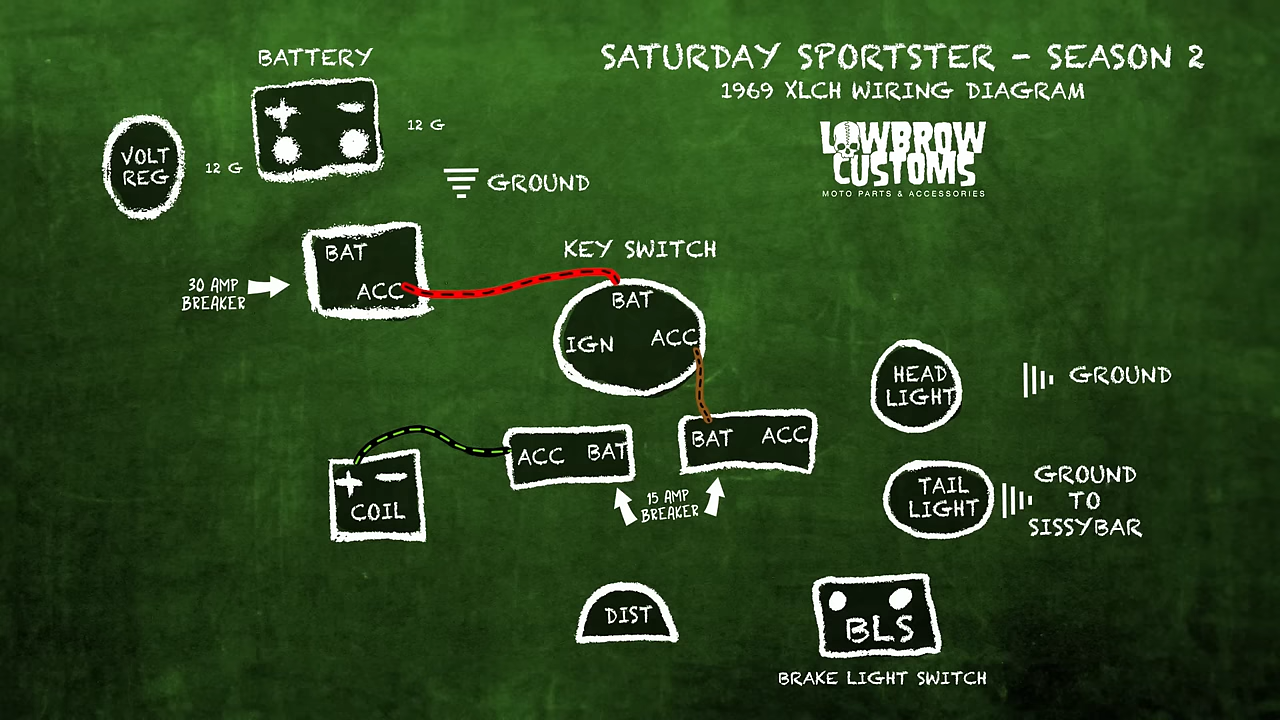 SATURDAY SPORTSTER - SEASON 2
1969 XLCH WIRING DIAGRAM
LOWBROW
CUSTOMS
MOTO PARTS & ACCESSORIES
BATTERY
+ -
12 G
VOLT
REG
12 G
GROUND
BAT
ACC
30 AMP
BREAKER
KEY SWITCH
BAT
IGN
ACC
HEAD
LIGHT
GROUND
ACC BAT
BAT ACC
15 AMP
BREAKER
+ -
COIL
TAIL
LIGHT
GROUND
TO
SISSYBAR
DIST
BLS
BRAKE LIGHT SWITCH